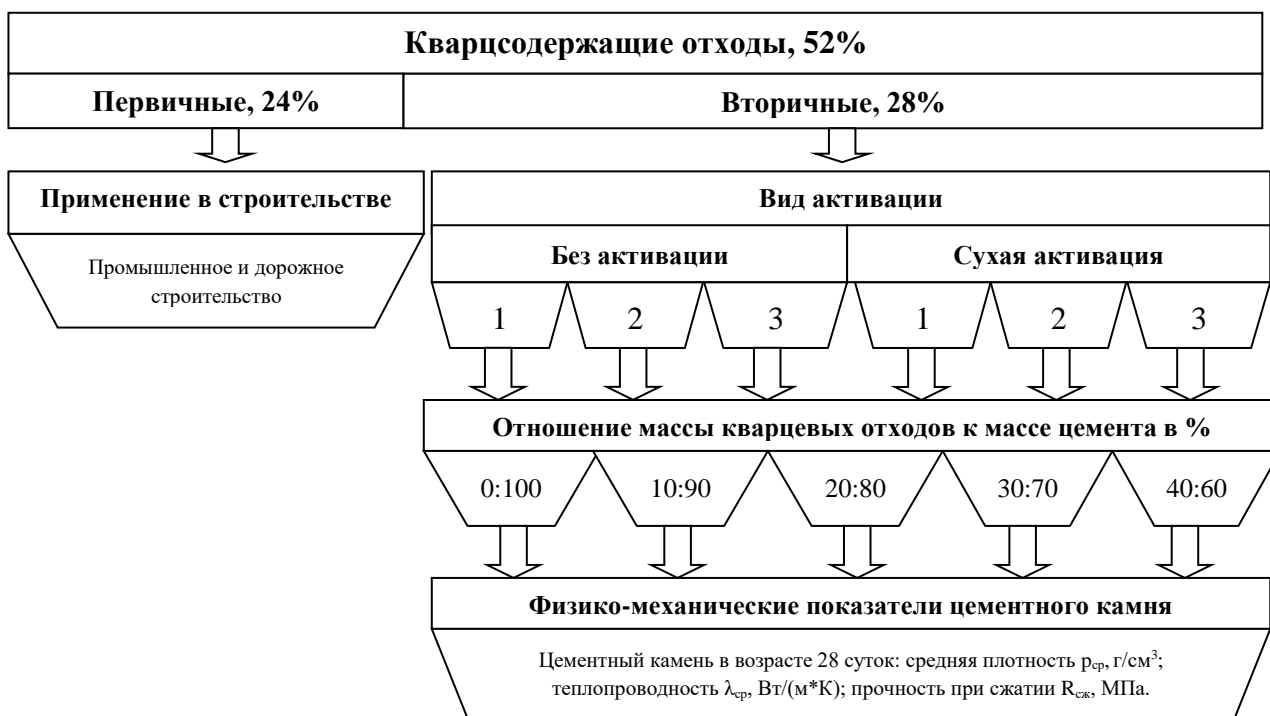 Кварцсодержащие отходы, 52%
Первичные, 24%
Вторичные, 28%
Применение в строительстве
Промышленное и дорожное
строительство
Вид активации
Без активации
Сухая активация
1
2
3
1
2
3
Отношение массы кварцевых отходов к массе цемента в %
0:100
10:90
20:80
30:70
40:60
Физико-механические показатели цементного камня
Цементный камень в возрасте 28 суток: средняя плотность рср, г/см³;
теплопроводность λср, Вт/(м*К); прочность при сжатии Rсж, МПа.